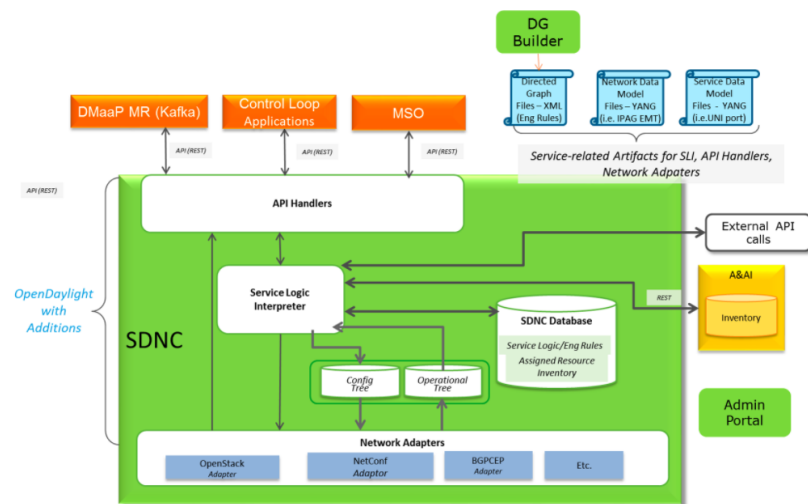 DG
Builder
Directed
Graph
Files – XML
(Eng Rules)
Network Data
Model
Files – YANG
(i.e. IPAG EMT)
Service Data
Model
Files - YANG
(i.e.UNI port)
DMaaP MR (Kafka)
Control Loop
Applications
MSO
Service-related Artifacts for SLI, API Handlers,
Network Adpaters
API (REST)
API (REST)
API (REST)
API (REST)
API Handlers
External API
calls
OpenDaylight
with
Additions
SDNC
Service Logic
Interpreter
REST
A&AI
Inventory
SDNC Database
Service Logic/Eng Rules
Assigned Resource
Inventory
Config
Tree
Operational
Tree
Admin
Portal
Network Adapters
OpenStack
Adapter
NetConf
Adaptor
BGPCEP
Adapter
Etc.